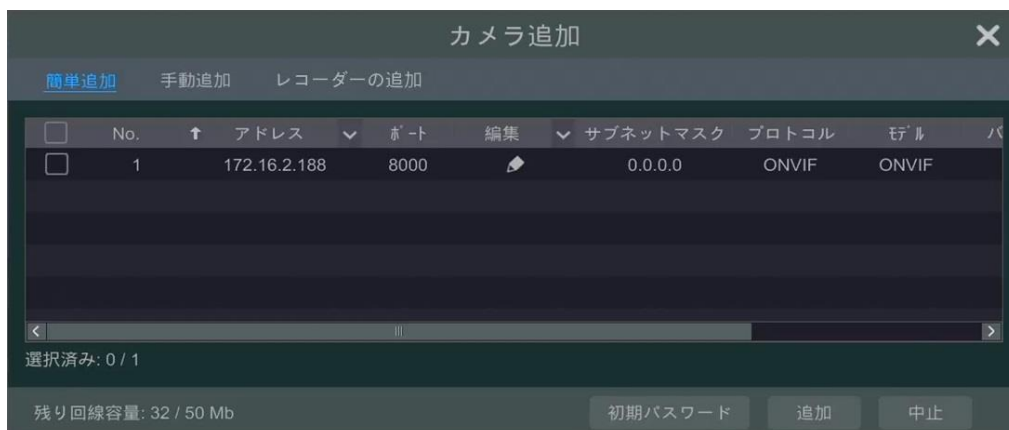 カメラ追加
簡単追加 手動追加 レコーダーの追加
No. アドレス ポート 編集 サブネットマスク プロトコル モデル パ
1 172.16.2.188 8000 0.0.0.0 ONVIF ONVIF
選択済み: 0 / 1
残り回線容量: 32 / 50 Mb 初期パスワード 追加 中止